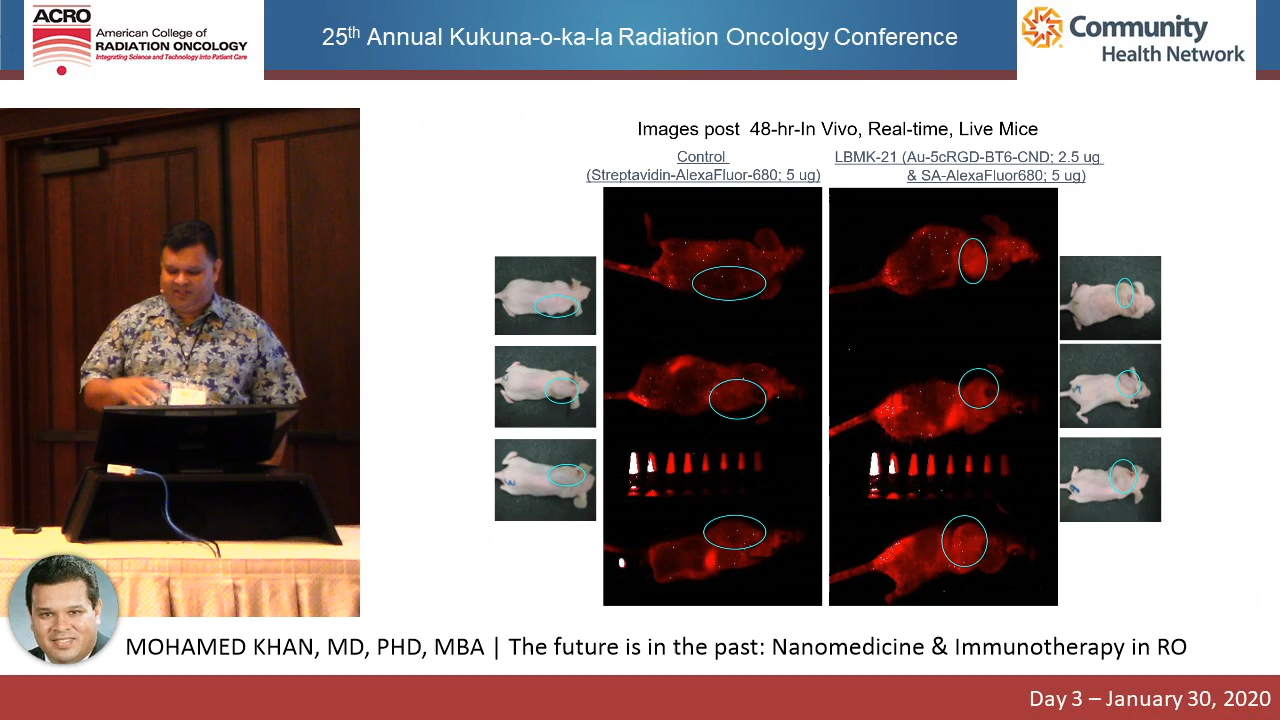 ACRO
American College of
RADIATION ONCOLOGY
Integrating Science and Technology Into Patient Care
25th Annual Kukuna-o-ka-la Radiation Oncology Conference
Community
Health Network
Images post 48-hr-In Vivo, Real-time, Live Mice
Control
(Streptavidin-AlexaFluor-680; 5 ug)
LBMK-21 (Au-5cRGD-BT6-CND; 2.5 ug
& SA-AlexaFluor680; 5 ug)
MOHAMED KHAN, MD, PHD, MBA | The future is in the past: Nanomedicine & Immunotherapy in RO
Day 3 – January 30, 2020